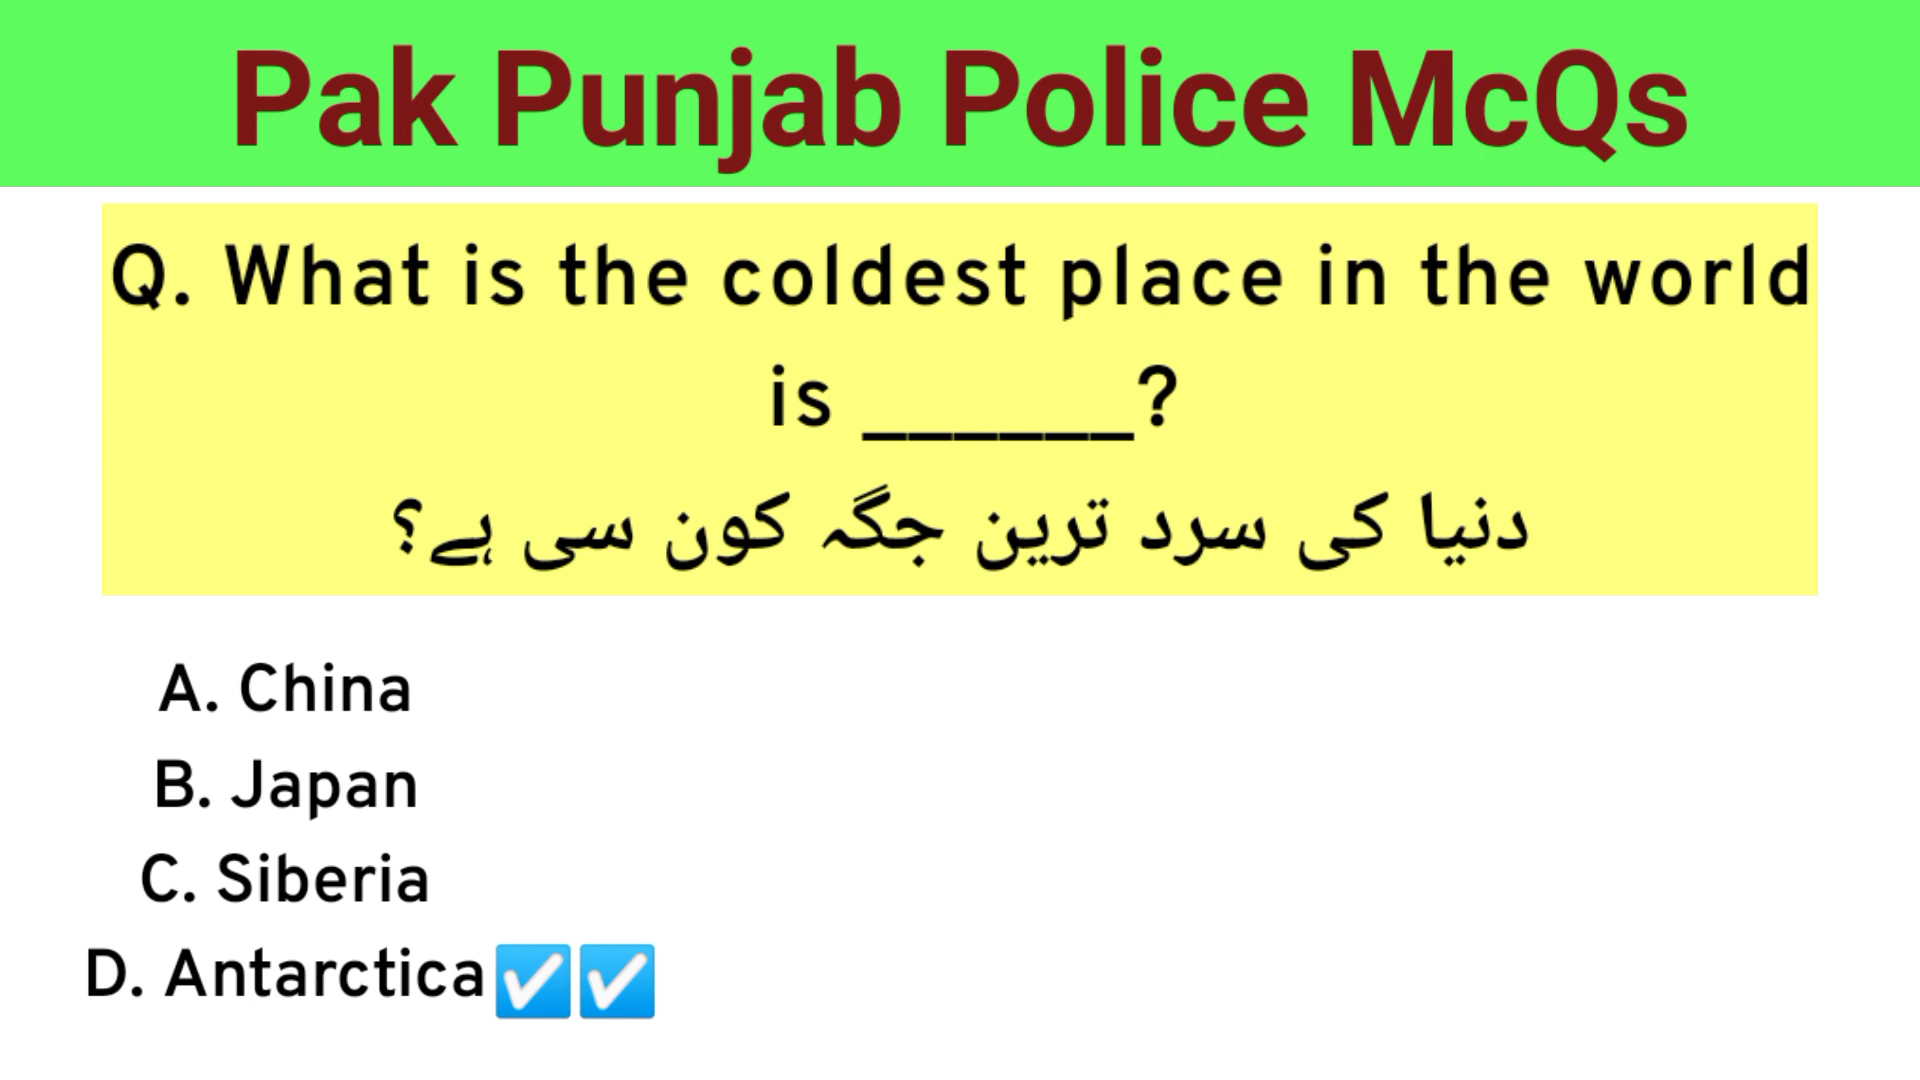 Pak Punjab Police McQs
Q. What is the coldest place in the world
is ______?
دنیا کی سرد ترین جگہ کون سی ہے؟
A. China
B. Japan
C. Siberia
D. Antarctica☑️☑️